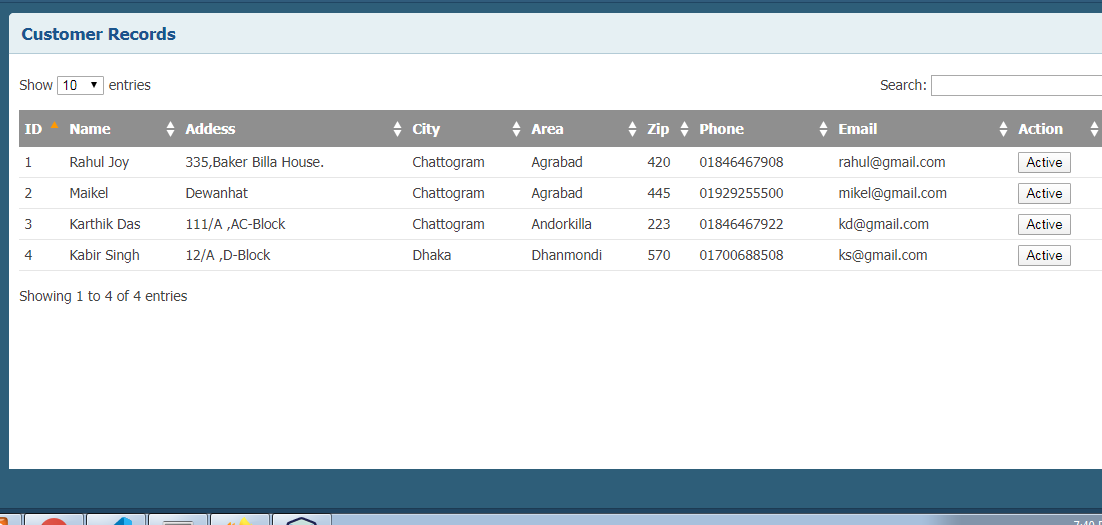 Customer Records
Show 10 entries Search:
ID Name Addess City Area Zip Phone Email Action
1 Rahul Joy 335,Baker Billa House. Chattogram Agrabad 420 01846467908 rahul@gmail.com Active
2 Maikel Dewanhat Chattogram Agrabad 445 01929255500 mikel@gmail.com Active
3 Karthik Das 111/A ,AC-Block Chattogram Andorkilla 223 01846467922 kd@gmail.com Active
4 Kabir Singh 12/A ,D-Block Dhaka Dhanmondi 570 01700688508 ks@gmail.com Active
Showing 1 to 4 of 4 entries